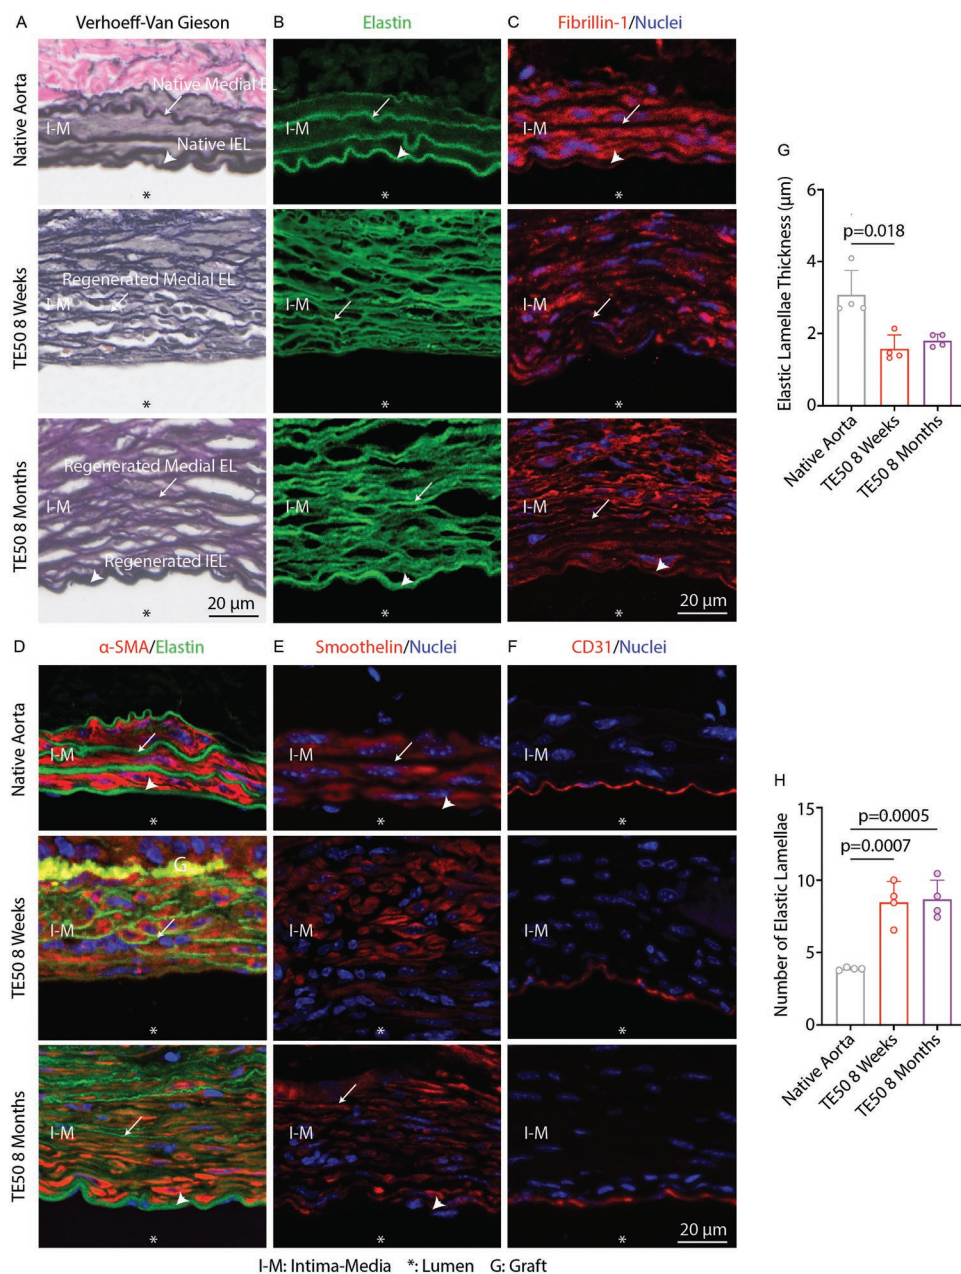 A Verhoeff-Van Gieson B Elastin C Fibrillin-1/Nuclei
Native Aorta
Native Medial EL
I-M
Native IEL
*
I-M
*
I-M
*
TE50 8 Weeks
Regenerated Medial EL
I-M
*
I-M
*
I-M
*
TE50 8 Months
Regenerated Medial EL
I-M
Regenerated IEL
*
20 µm
I-M
*
I-M
*
20 µm
D α-SMA/Elastin E Smoothelin/Nuclei F CD31/Nuclei
Native Aorta
I-M
*
I-M
*
I-M
*
TE50 8 Weeks
G
I-M
*
I-M
*
I-M
*
TE50 8 Months
I-M
*
I-M
*
I-M
*
20 µm
I-M: Intima-Media *: Lumen G: Graft
G
Elastic Lamellae Thickness (µm)
6
4
2
0
p=0.018
Native Aorta
TE50 8 Weeks
TE50 8 Months
H
Number of Elastic Lamellae
15
10
5
0
p=0.0005
p=0.0007
Native Aorta
TE50 8 Weeks
TE50 8 Months